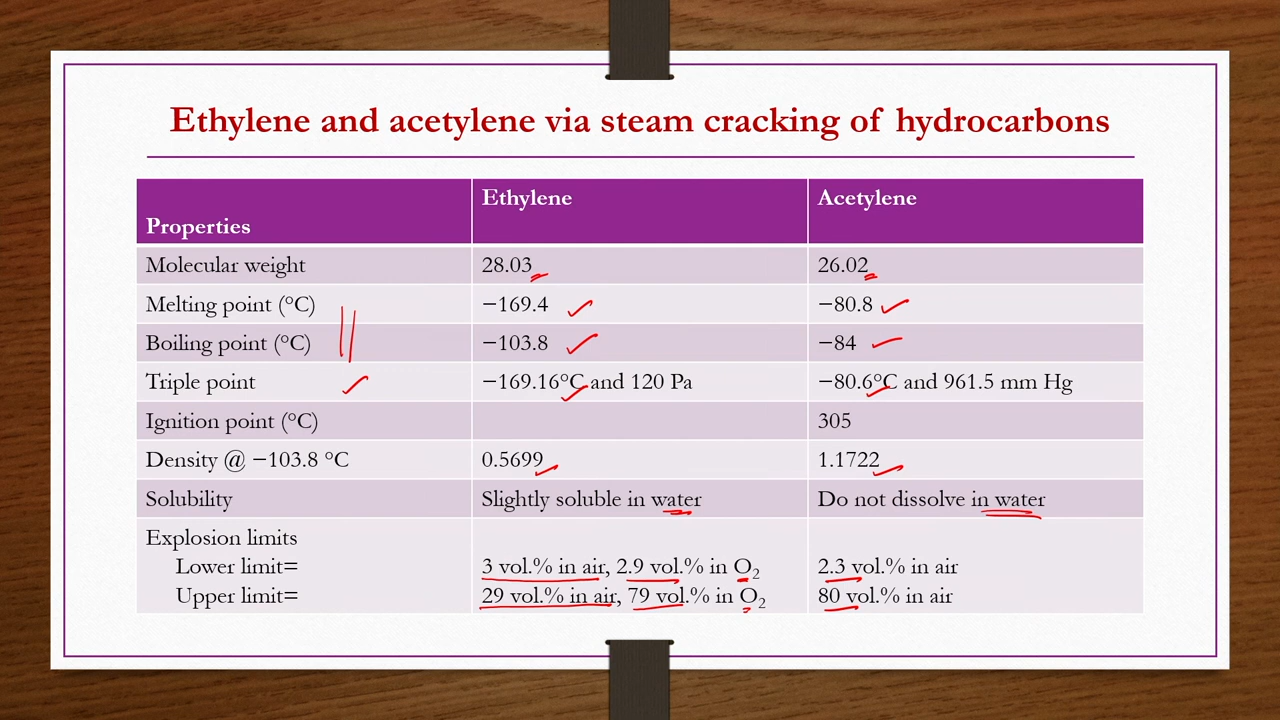 Ethylene and acetylene via steam cracking of hydrocarbons
Properties Ethylene Acetylene
Molecular weight 28.03 26.02
Melting point (°C) −169.4 −80.8
Boiling point (°C) −103.8 −84
Triple point −169.16°C and 120 Pa −80.6°C and 961.5 mm Hg
Ignition point (°C) 305
Density @ −103.8 °C 0.5699 1.1722
Solubility Slightly soluble in water Do not dissolve in water
Explosion limits
Lower limit= 3 vol.% in air, 2.9 vol.% in O₂ 2.3 vol.% in air
Upper limit= 29 vol.% in air, 79 vol.% in O₂ 80 vol.% in air